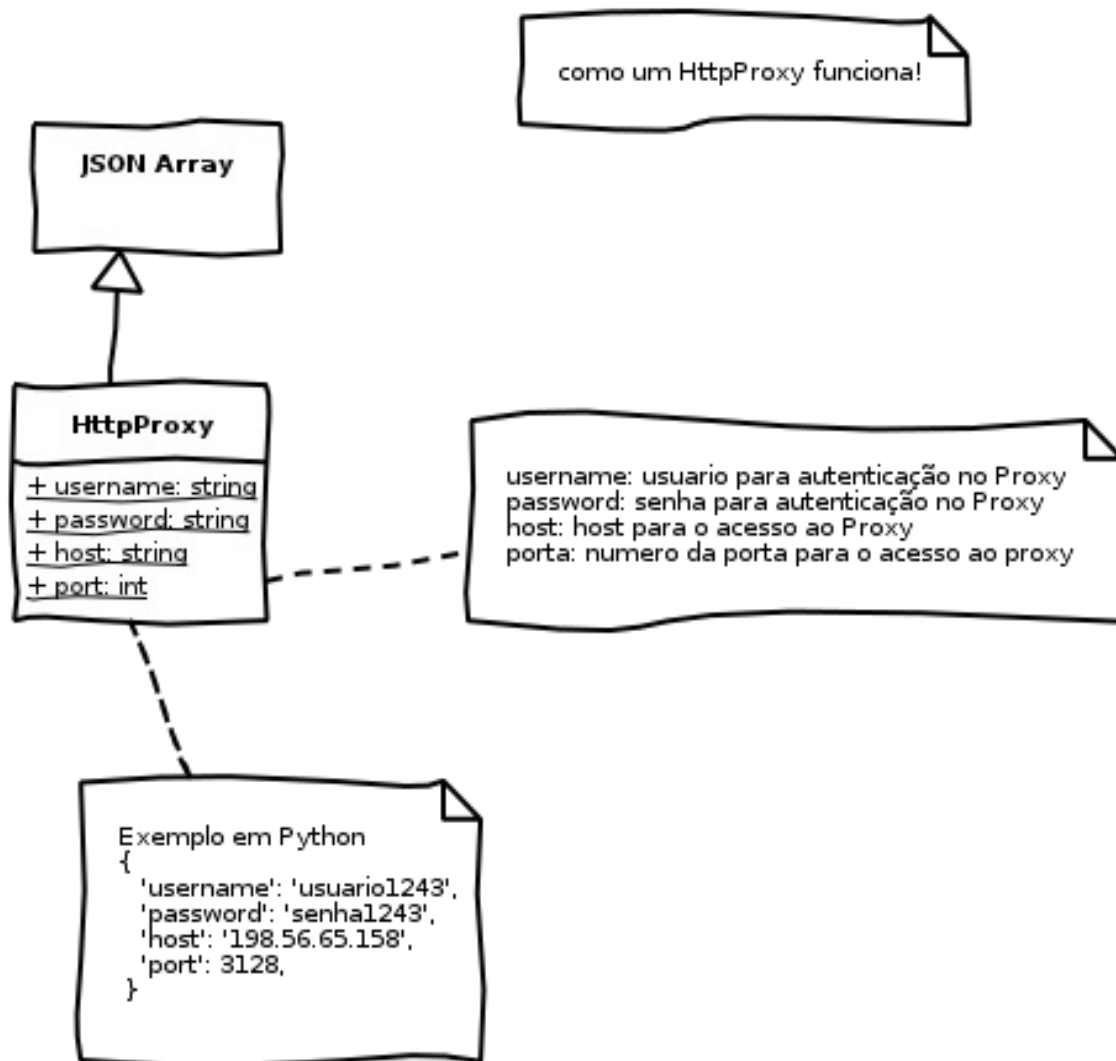 como um HttpProxy funciona!
JSON Array
HttpProxy
+ username: string
+ password: string
+ host: string
+ port: int
username: usuario para autenticação no Proxy
password: senha para autenticação no Proxy
host: host para o acesso ao Proxy
porta: numero da porta para o acesso ao proxy
Exemplo em Python
{
'username': 'usuario1243',
'password': 'senha1243',
'host': '198.56.65.158',
'port': 3128,
}